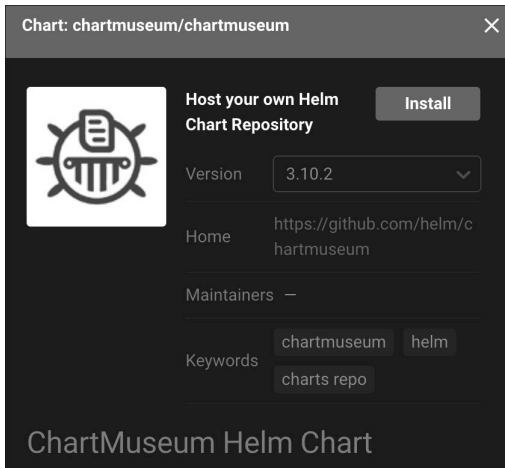 Chart: chartmuseum/chartmuseum
Host your own Helm
Chart Repository
Install
Version
3.10.2
Home
https://github.com/helm/c
hartmuseum
Maintainers —
Keywords
chartmuseum
helm
charts repo
ChartMuseum Helm Chart